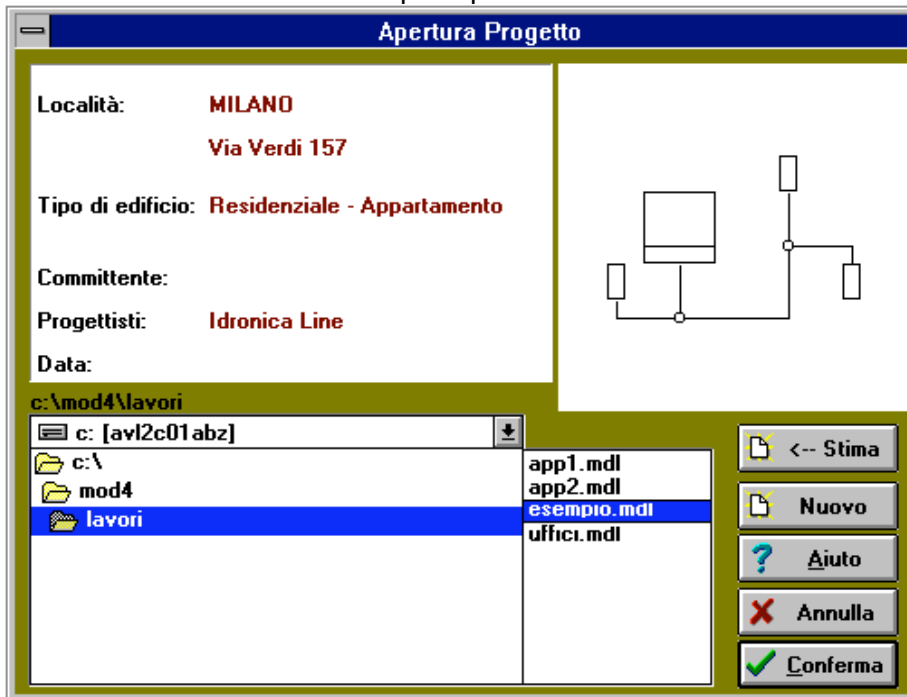 Apertura Progetto
Località: MILANO
Via Verdi 157
Tipo di edificio: Residenziale - Appartamento
Committente:
Progettisti: Idronica Line
Data:
c:\mod4\lavori
c: [avl2c01abz]
c:\
mod4
lavori
app1.mdl
app2.mdl
esempio.mdl
uffici.mdl
<-- Stima
Nuovo
Aiuto
Annulla
Conferma